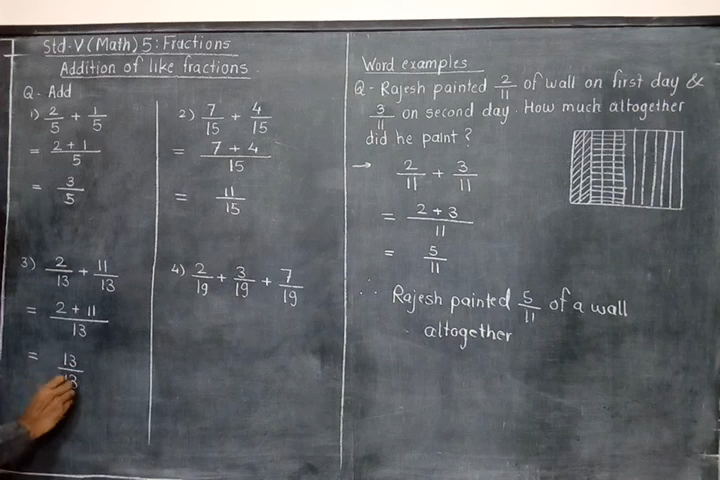 Std-V (Math) 5: Fractions
Addition of like fractions
Q - Add
1) 2/5 + 1/5
= 2+1/5
= 3/5
2) 7/15 + 4/15
= 7+4/15
= 11/15
3) 2/13 + 11/13
= 2+11/13
= 13/13
4) 2/19 + 3/19 + 7/19
Word examples
Q - Rajesh painted 2/11 of wall on first day &
3/11 on second day. How much altogether
did he paint?
→ 2/11 + 3/11
= 2+3/11
= 5/11
∴ Rajesh painted 5/11 of a wall
altogether